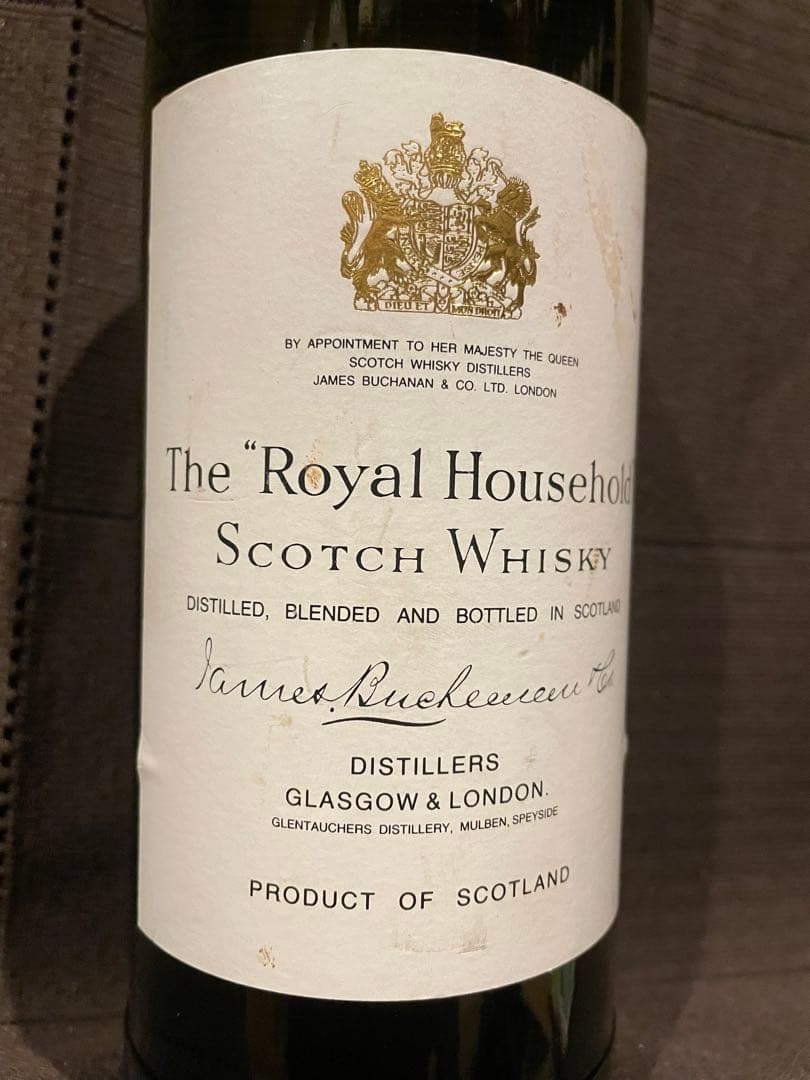 DIEU ET MON DROIT
BY APPOINTMENT TO HER MAJESTY THE QUEEN
SCOTCH WHISKY DISTILLERS
JAMES BUCHANAN & CO. LTD. LONDON
The "Royal Household
SCOTCH WHISKY
DISTILLED, BLENDED AND BOTTLED IN SCOTLAND
James Buchanan & Co
DISTILLERS
GLASGOW & LONDON.
GLENTAUCHERS DISTILLERY, MULBEN, SPEYSIDE
PRODUCT OF SCOTLAND